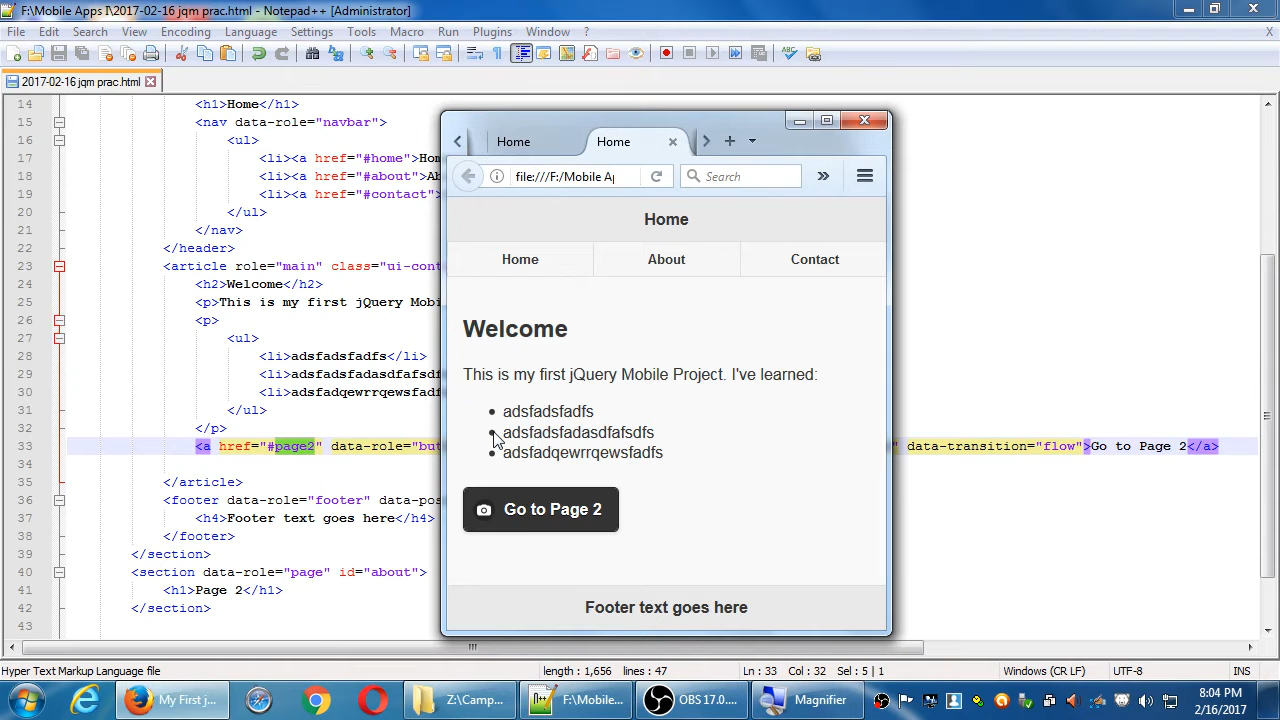 F:\Mobile Apps I\2017-02-16 jqm prac.html - Notepad++ [Administrator]
File Edit Search View Encoding Language Settings Tools Macro Run Plugins Window ? X
2017-02-16 jqm prac.html
14 <h1>Home</h1>
15 <nav data-role="navbar">
16 <ul>
17 <li><a href="#home">Hom
18 <li><a href="#about">Ab
19 <li><a href="#contact">
20 </ul>
21 </nav>
22 </header>
23 <article role="main" class="ui-cont
24 <h2>Welcome</h2>
25 <p>This is my first jQuery Mobi
26 <p>
27 <ul>
28 <li>adsfadsfadfs</li>
29 <li>adsfadsfadasdfafsdf
30 <li>adsfadqewrrqewsfadf
31 </ul>
32 </p>
33 <a href="#page2" data-role="but " data-transition="flow">Go to Page 2</a>
34
35 </article>
36 <footer data-role="footer" data-pos
37 <h4>Footer text goes here</h4>
38 </footer>
39 </section>
40 <section data-role="page" id="about">
41 <h1>Page 2</h1>
42 </section>
43
Home Home
file:///F:/Mobile Ap Search
Home
Home About Contact
Welcome
This is my first jQuery Mobile Project. I've learned:
• adsfadsfadfs
• adsfadsfadasdfafsdfs
• adsfadqewrrqewsfadfs
Go to Page 2
Footer text goes here
Hyper Text Markup Language file length : 1,656 lines : 47 Ln : 33 Col : 32 Sel : 5 | 1 Windows (CR LF) UTF-8 INS
My First j... Z:\Camp... F:\Mobile... OBS 17.0.... Magnifier
8:04 PM
2/16/2017